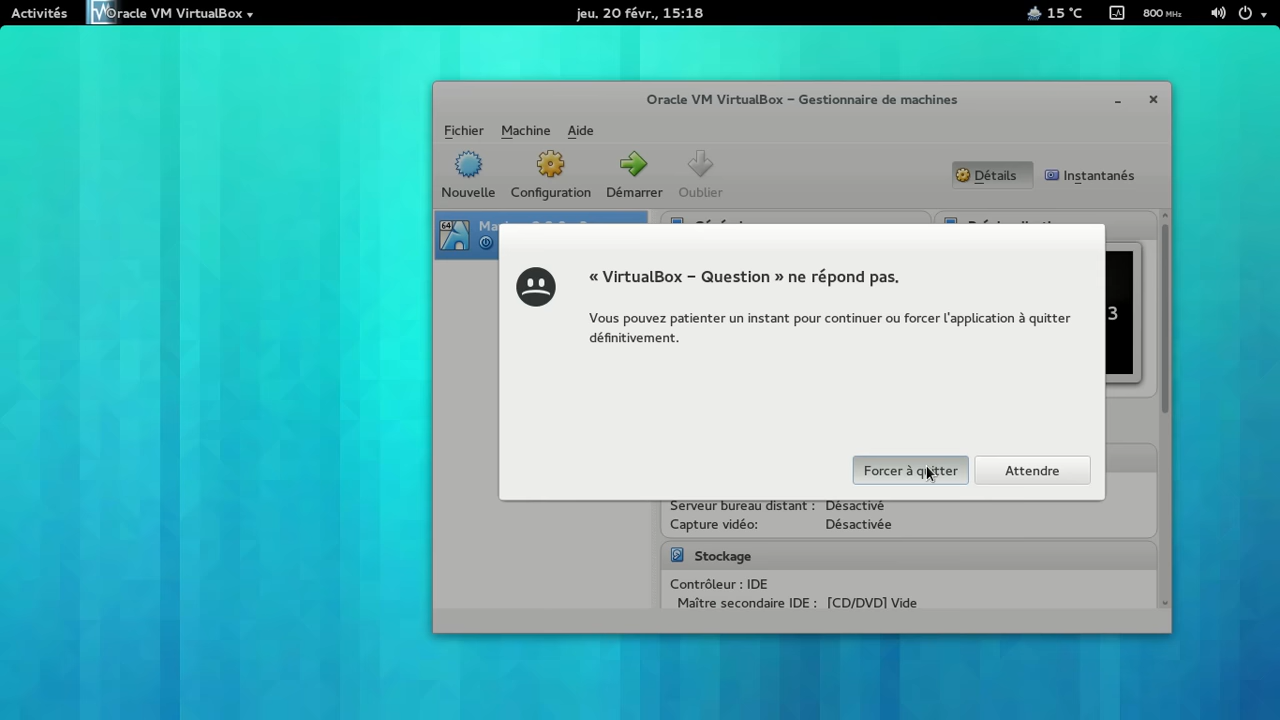 Activités
Oracle VM VirtualBox
jeu. 20 févr., 15:18
15 °C
800 MHz
Oracle VM VirtualBox – Gestionnaire de machines
Fichier Machine Aide
Nouvelle Configuration Démarrer Oublier
Détails Instantanés
64
« VirtualBox – Question » ne répond pas.
Vous pouvez patienter un instant pour continuer ou forcer l'application à quitter
définitivement.
3
Forcer à quitter Attendre
Serveur bureau distant : Désactivé
Capture vidéo: Désactivée
Stockage
Contrôleur : IDE
Maître secondaire IDE : [CD/DVD] Vide